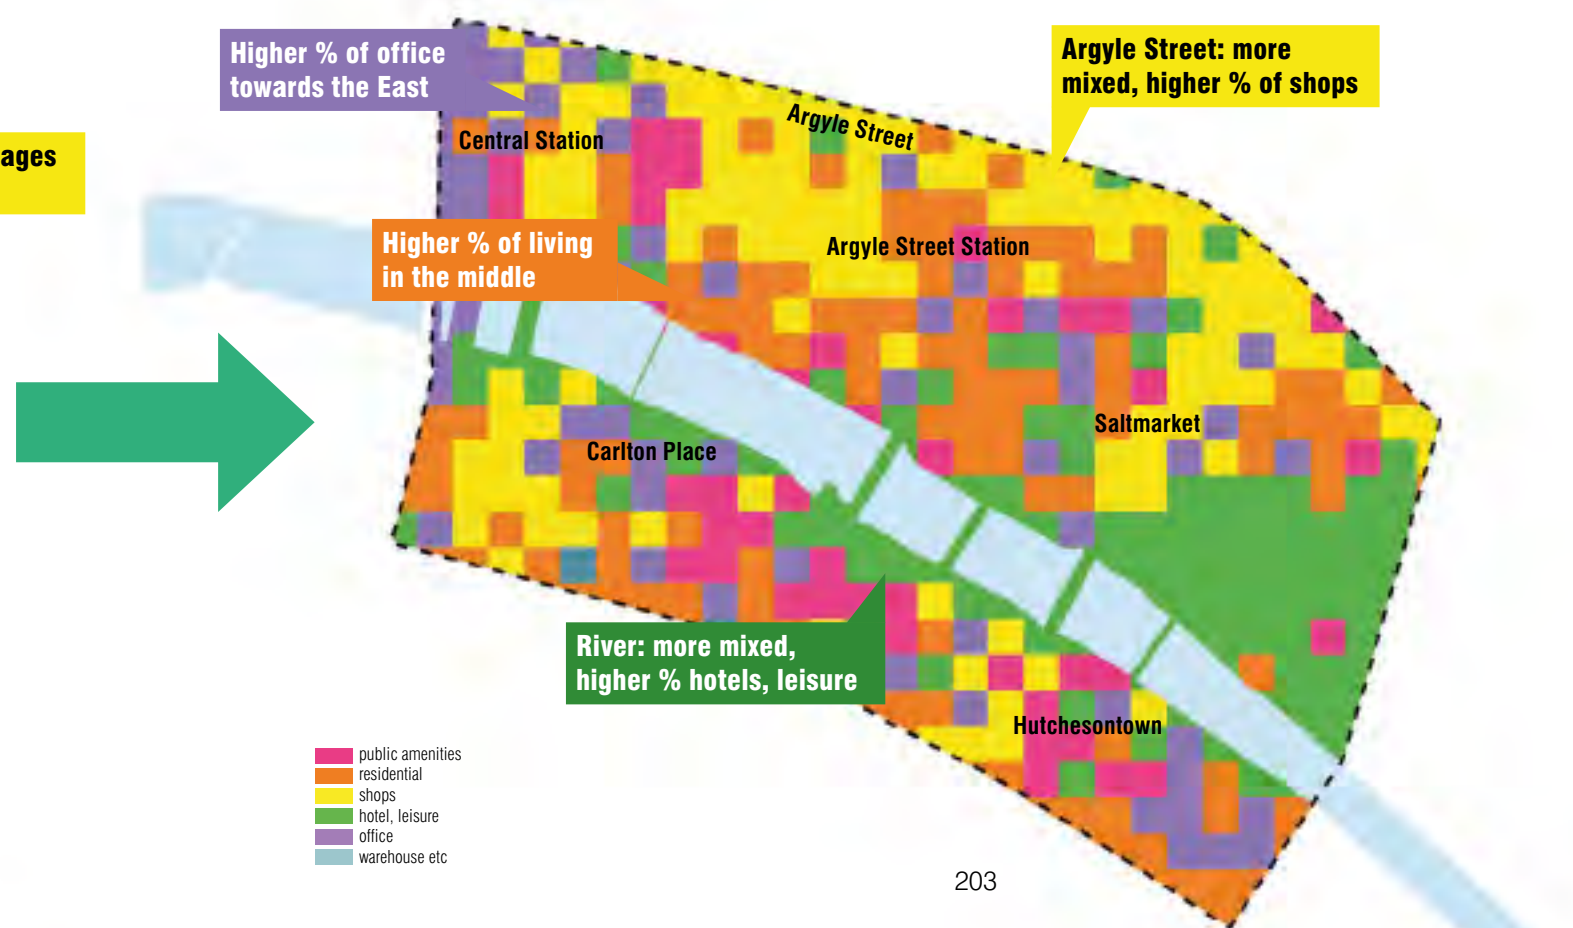 Higher % of office
towards the East
Argyle Street: more
mixed, higher % of shops
ages
Argyle Street
Central Station
Higher % of living
in the middle
Argyle Street Station
Saltmarket
Carlton Place
River: more mixed,
higher % hotels, leisure
Hutchesontown
public amenities
residential
shops
hotel, leisure
office
warehouse etc
203